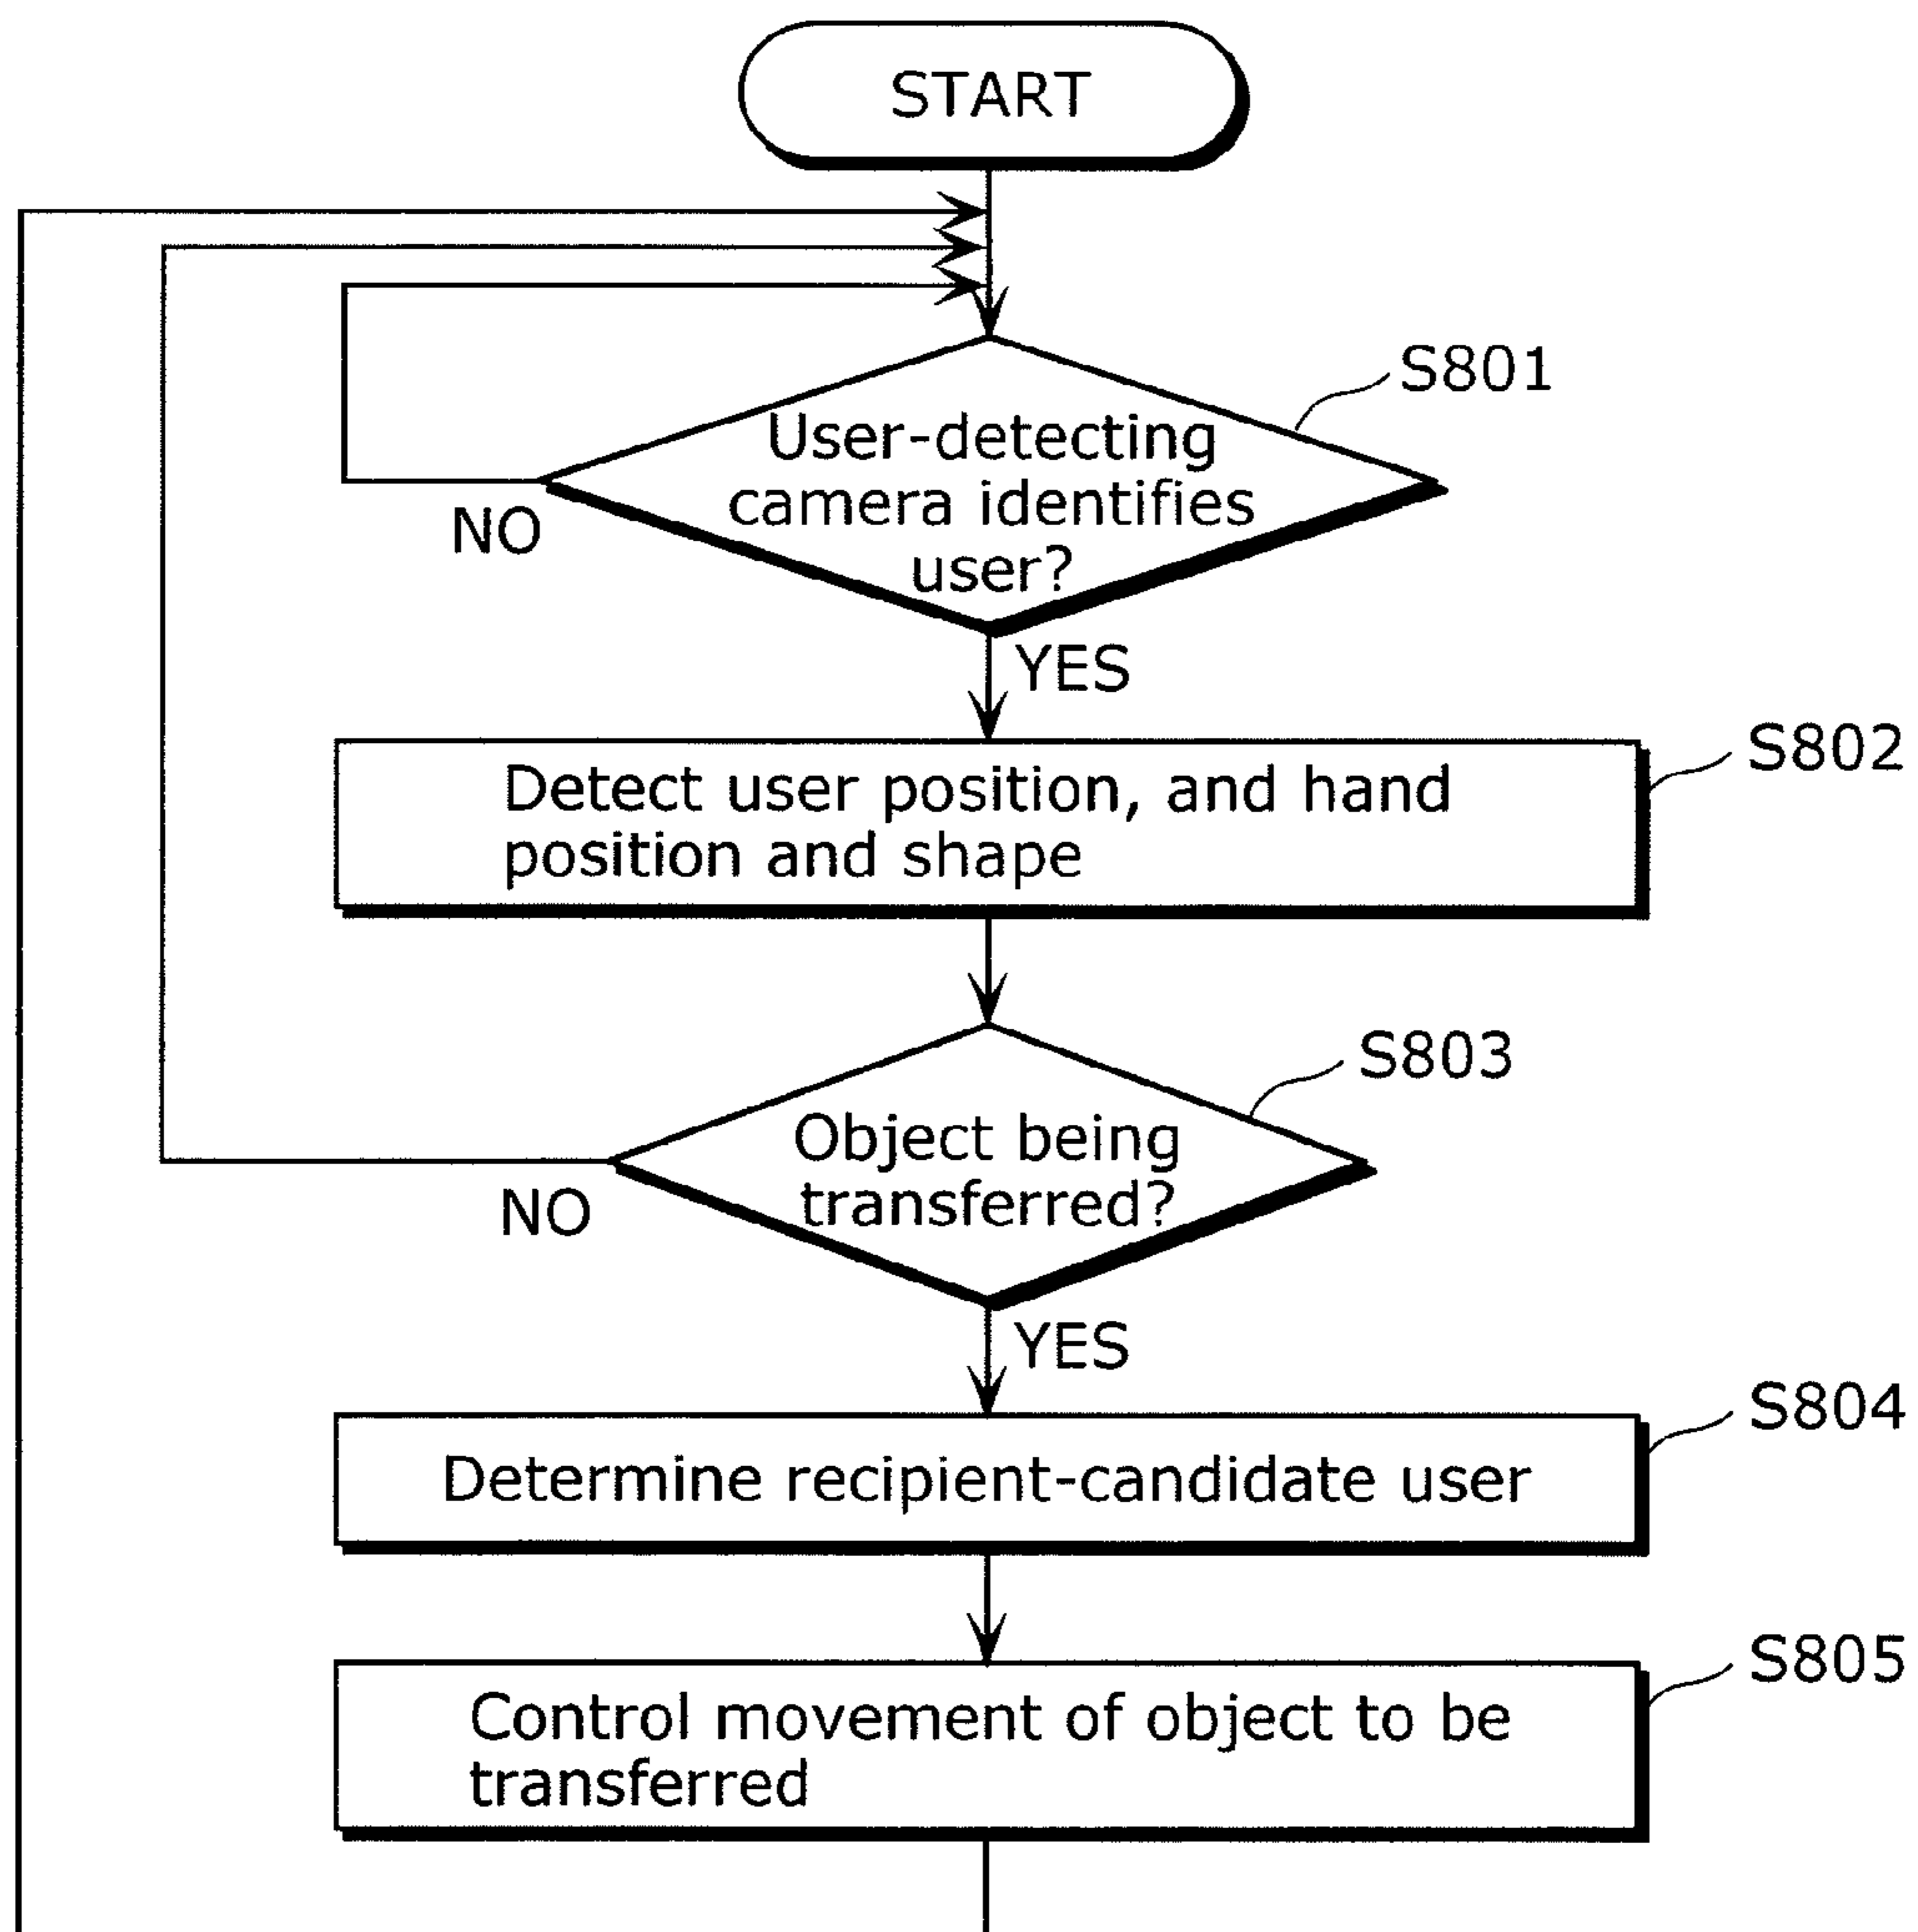 START
S801
User-detecting
camera identifies
user?
NO
YES
S802
Detect user position, and hand
position and shape
S803
Object being
transferred?
NO
YES
S804
Determine recipient-candidate user
S805
Control movement of object to be
transferred